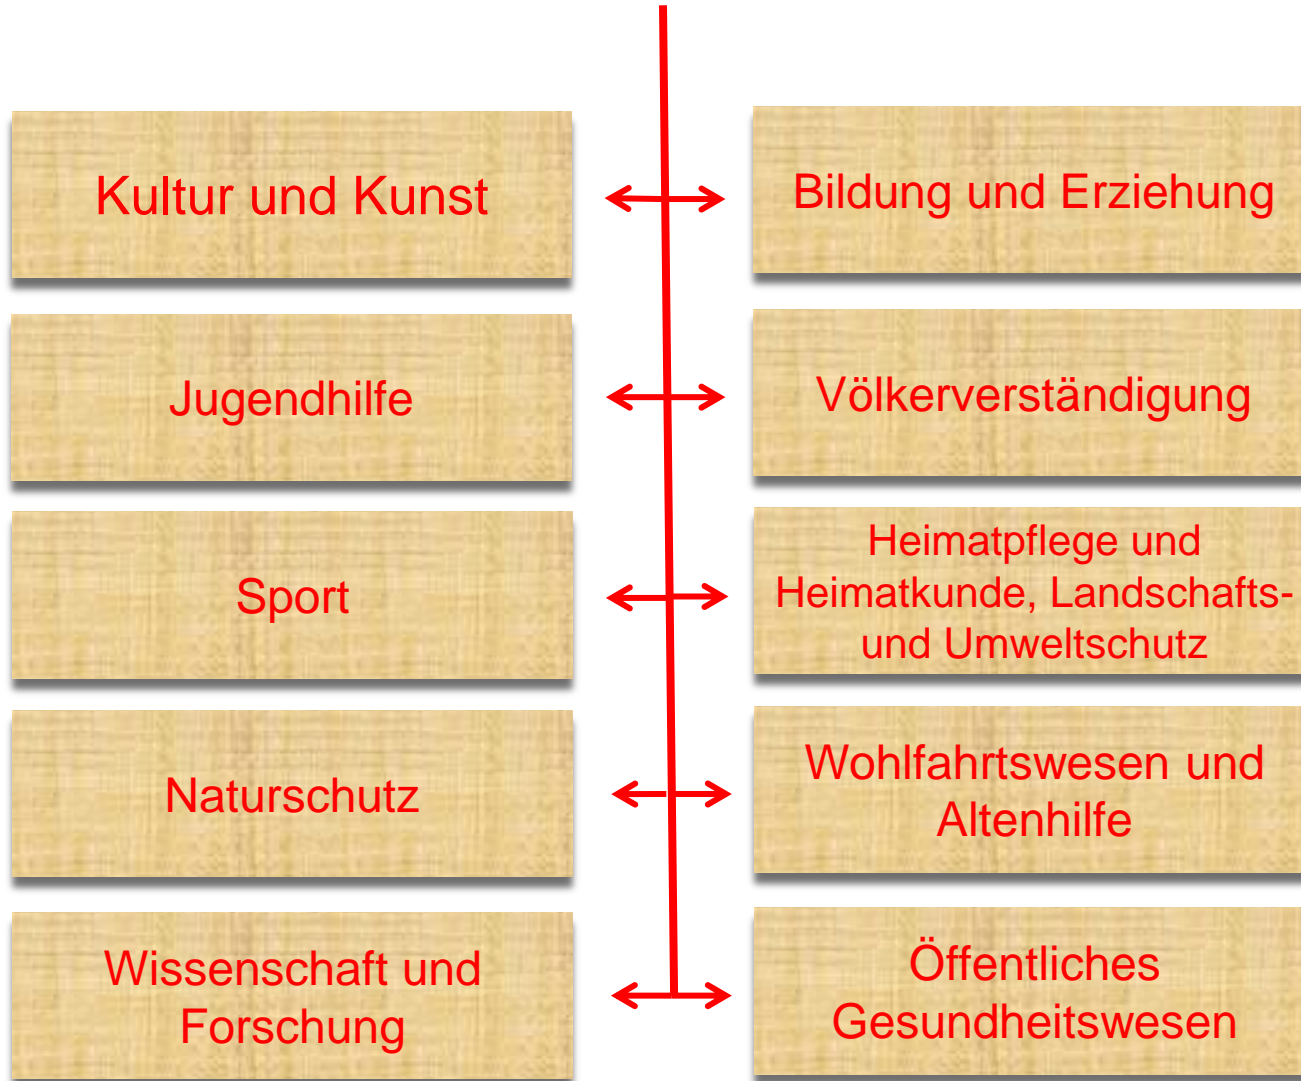 Kultur und Kunst
Bildung und Erziehung
Jugendhilfe
Völkerverständigung
Sport
Heimatpflege und
Heimatkunde, Landschafts-
und Umweltschutz
Naturschutz
Wohlfahrtswesen und
Altenhilfe
Wissenschaft und
Forschung
Öffentliches
Gesundheitswesen